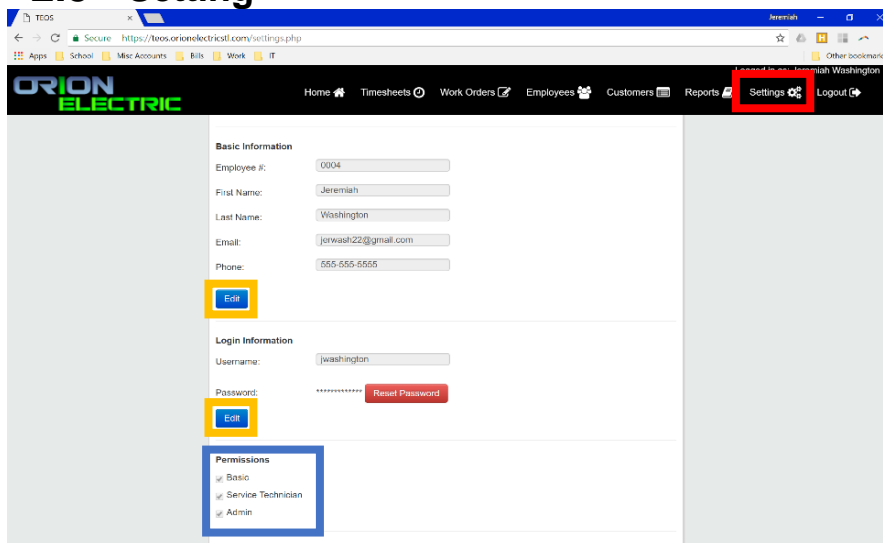 TEOS
Jeremiah
Secure https://teos.orionelectricstl.com/settings.php
Apps School Misc Accounts Bills Work IT Other bookmark
miah Washington
ORION
ELECTRIC
Home Timesheets Work Orders Employees Customers Reports Settings Logout
Basic Information
Employee #: 0004
First Name: Jeremiah
Last Name: Washington
Email: jerwash22@gmail.com
Phone: 555-555-5555
Edit
Login Information
Username: jwashington
Password: ************* Reset Password
Edit
Permissions
Basic
Service Technician
Admin